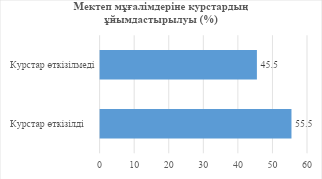 Мектеп мұғалімдеріне курстардың
ұйымдастырылуы (%)
Курстар өткізілмеді
45.5
Курстар өткізілді
55.5
0 10 20 30 40 50 60